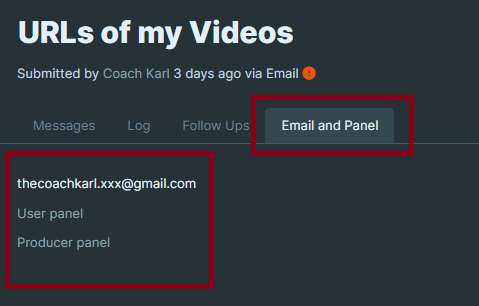 URLs of my Videos
Submitted by Coach Karl 3 days ago via Email
Messages Log Follow Ups Email and Panel
thecoachkarl.xxx@gmail.com
User panel
Producer panel